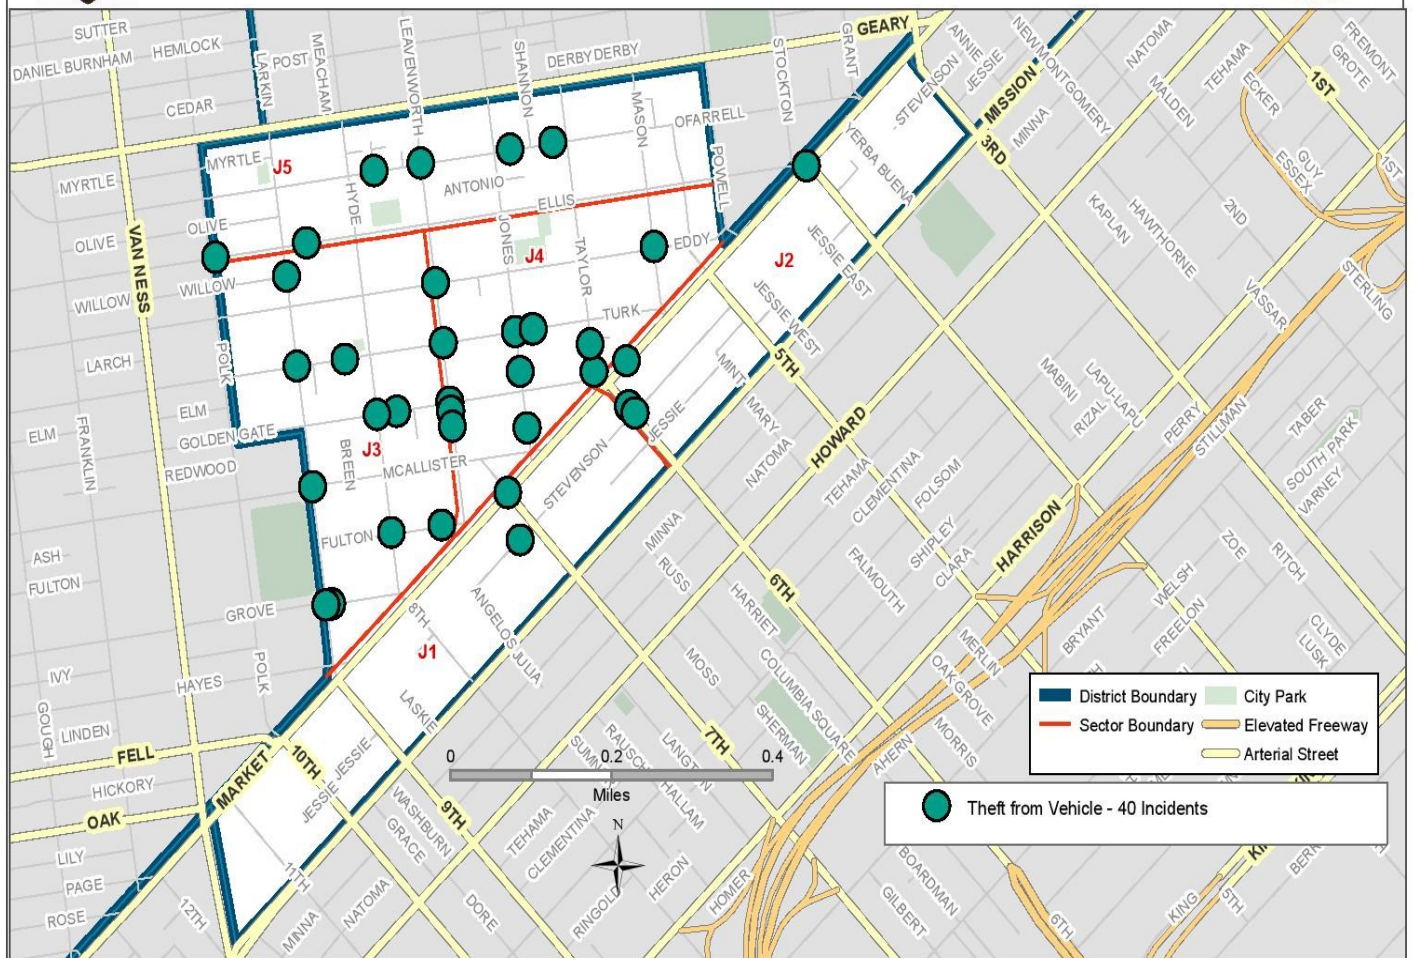 SUTTER
HEMLOCK
DANIEL BURNHAM
POST
MEACHAM
LARKIN
LEAVENWORTH
SHANNON
DERBY DERBY
STOCKTON
GRANT
GEARY
ANNIE
JESSIE
STEVENSON
NEW MONTGOMERY
NATOMA
TEHAMA
FREMONT
GROTE
1ST
ECKER
MALDEN
MISSION
MINNA
3RD
CEDAR
MYRTLE
MYRTLE
J5
HYDE
ANTONIO
ELLIS
MASON
OFARRELL
POWELL
YERBA BUENA
GUY
ESSEX
1ST
2ND
KAPLAN
HAWTHORNE
OLIVE
OLIVE
VAN NESS
JONES
J4
TAYLOR
EDDY
J2
JESSIE EAST
JESSIE WEST
VASSAR
STERLING
WILLOW
WILLOW
TURK
LARCH
POLK
MINT
5TH
MARY
NATOMA
HOWARD
MABINI
LAPU-LAPU
RIZAL
PERRY
STILLMAN
TABER
SOUTH PARK
VARNEY
ELM
ELM
GOLDEN GATE
FRANKLIN
REDWOOD
BREEN
J3
MCALLISTER
JESSIE
STEVENSON
TEHAMA
CLEMENTINA
FOLSOM
HARRISON
FULTON
MINNA
RUSS
SHIPLEY
CLARA
FALMOUTH
ZOE
RITCH
ASH
FULTON
GROVE
6TH
HARRIET
WELSH
FREELON
BRYANT
CLYDE
LUSK
8TH
ANGELOS
JULIA
J1
MOSS
COLUMBIA SQUARE
SHERMAN
MERLIN
OAK GROVE
MORRIS
IVY
POLK
HAYES
GOUGH
LINDEN
FELL
LASKIE
7TH
RAUSCH
LANGTON
HALLAM
AHERN
HICKORY
MARKET
10TH
JESSIE
JESSIE
OAK
WASHBURN
GRACE
9TH
TEHAMA
CLEMENTINA
LILY
PAGE
ROSE
12TH
11TH
MINNA
NATOMA
DORE
RINGOLD
HERON
HOMER
GILBERT
BOARDMAN
6TH
KING
5TH
0
0.2
0.4
Miles
N
District Boundary
City Park
Sector Boundary
Elevated Freeway
Arterial Street
Theft from Vehicle - 40 Incidents